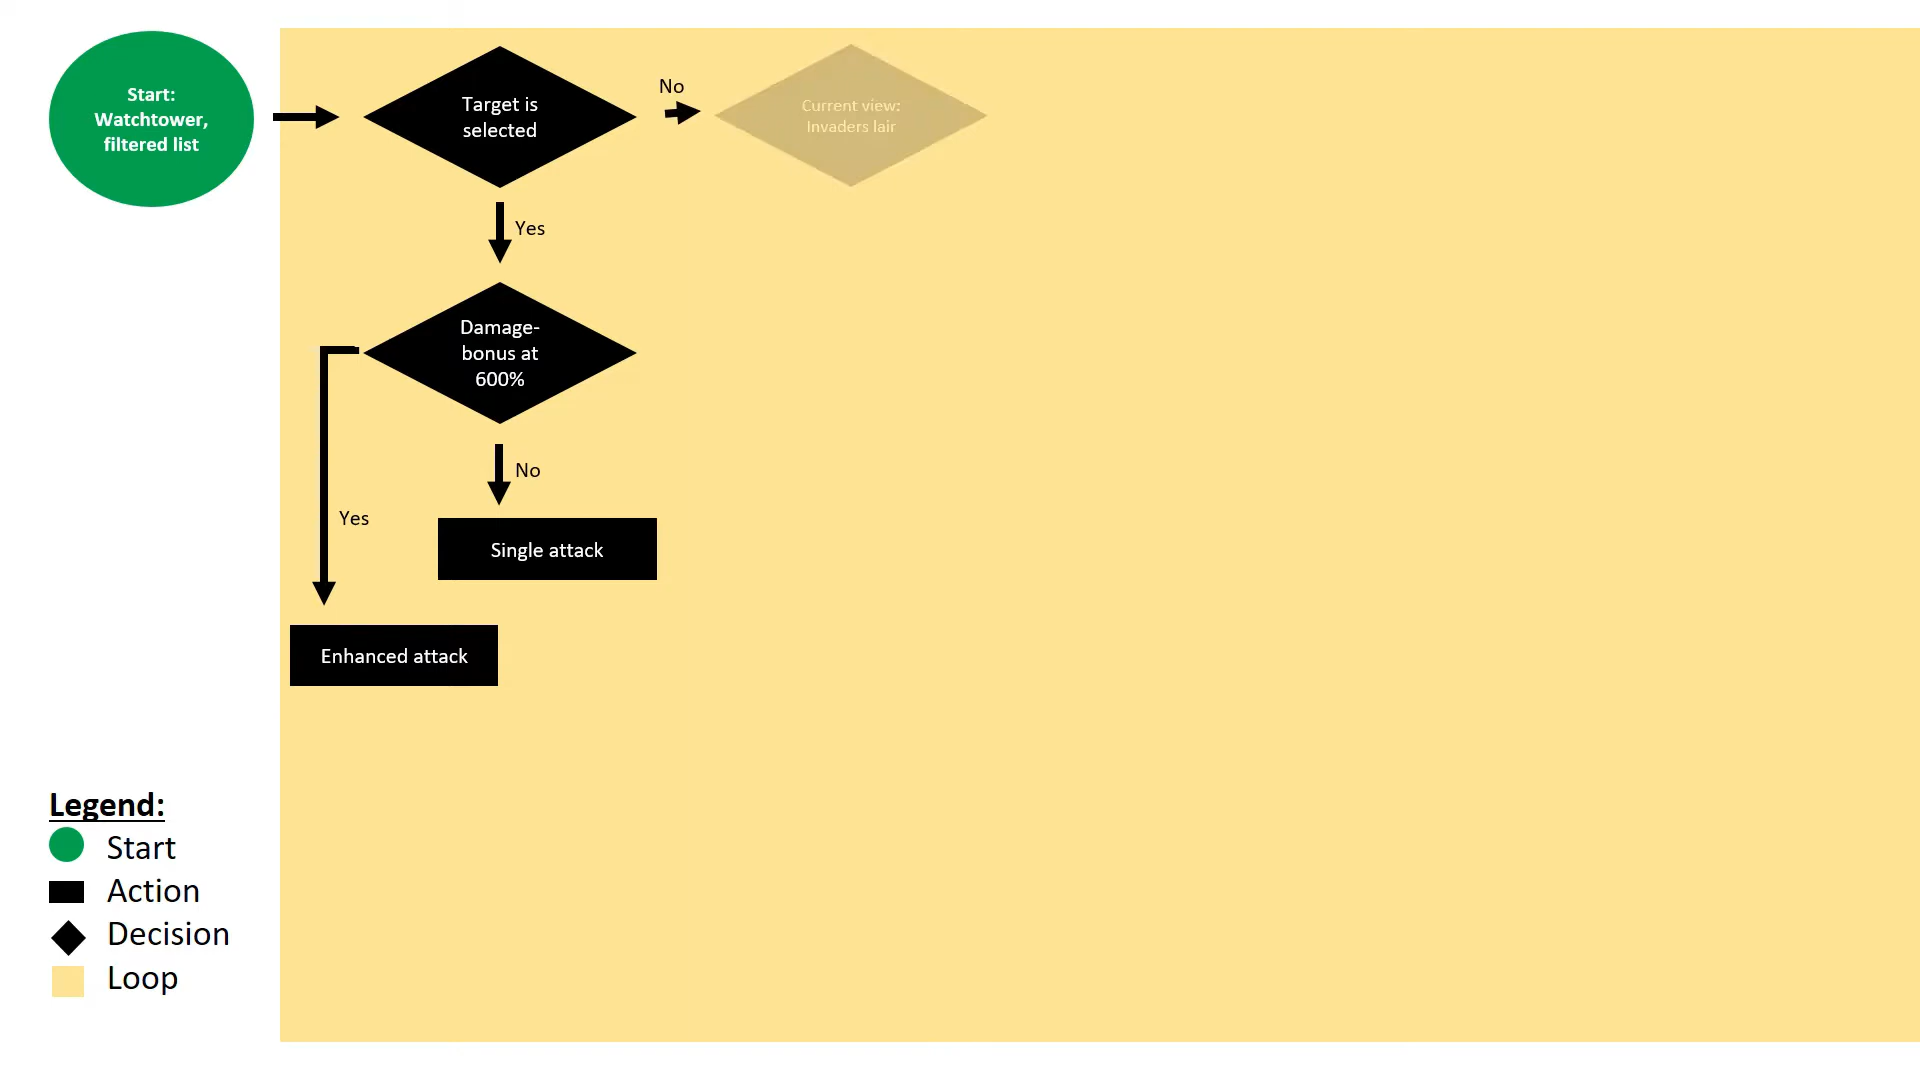 Start:
Watchtower,
filtered list
Target is
selected
No
Current view:
Invaders lair
Yes
Damage-
bonus at
600%
No
Yes
Single attack
Enhanced attack
Legend:
Start
Action
Decision
Loop